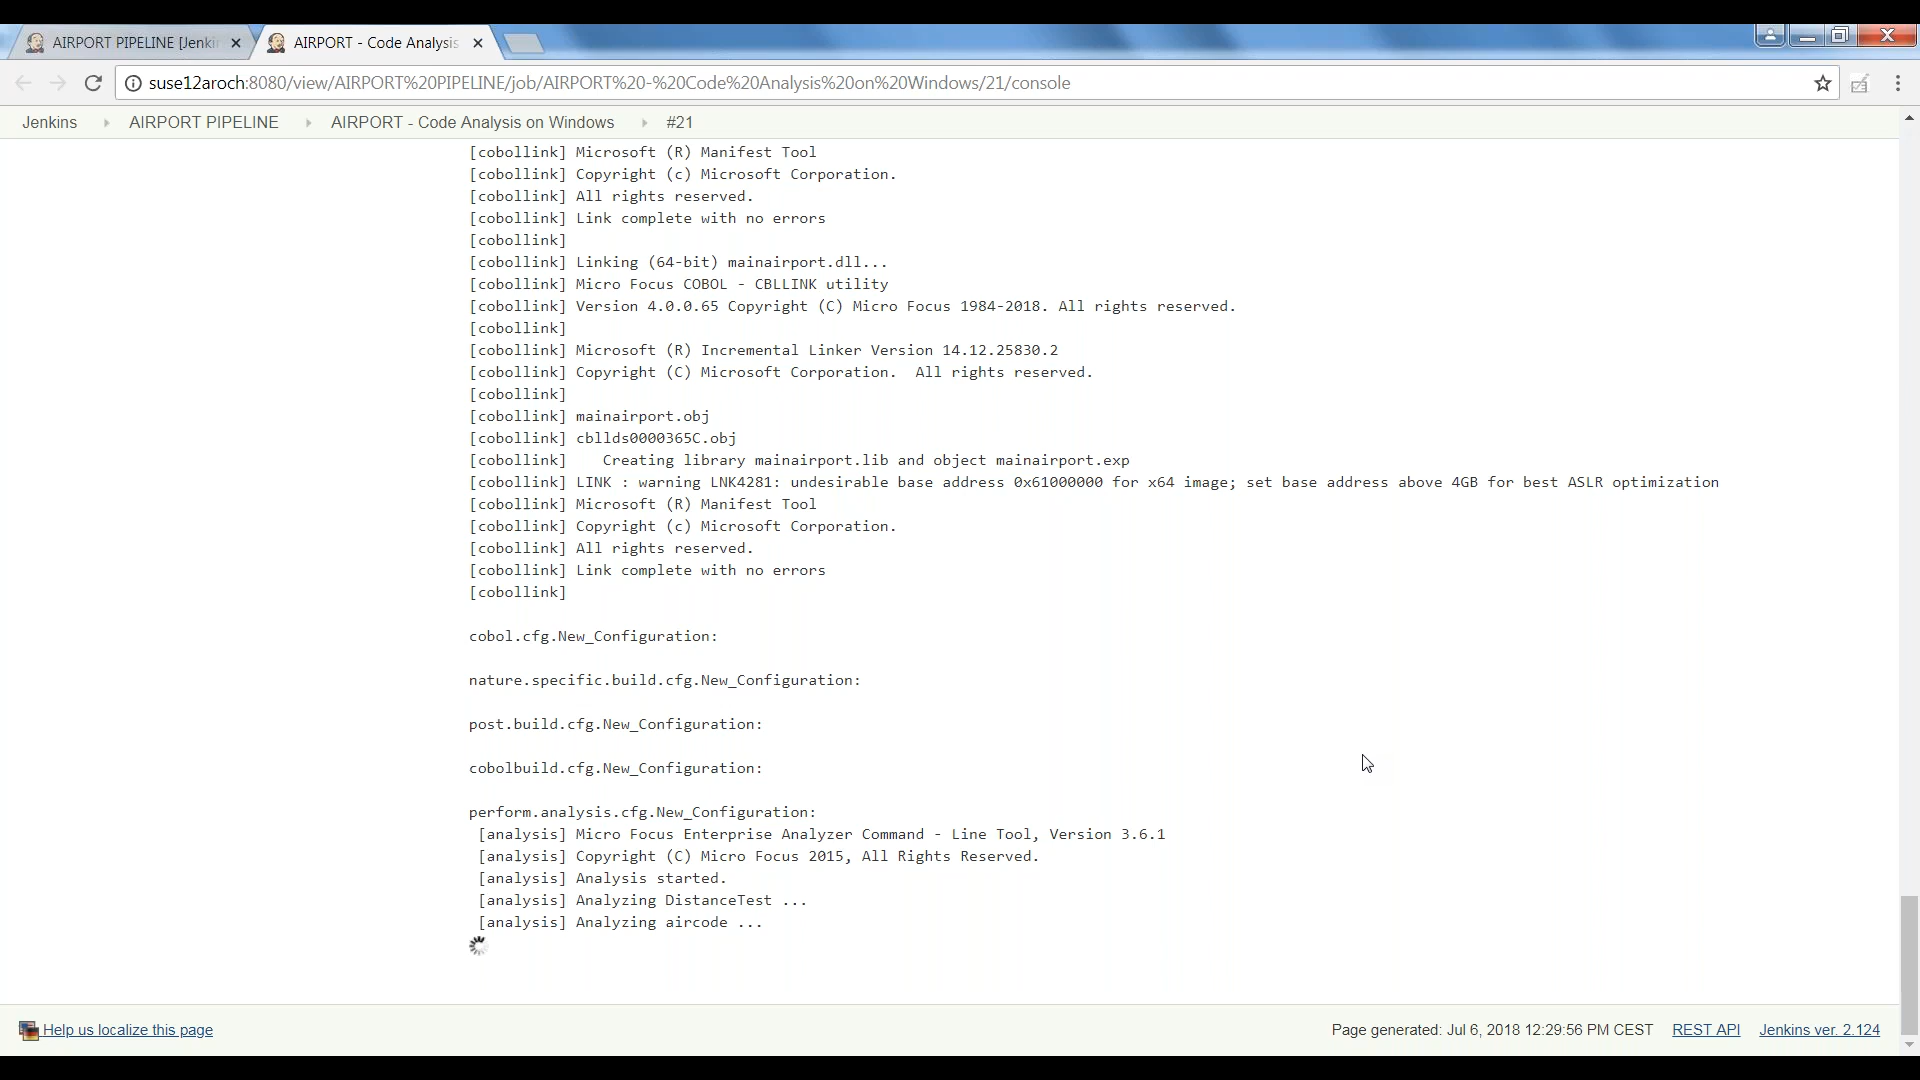 AIRPORT PIPELINE [Jenki
AIRPORT - Code Analysis
suse12aroch:8080/view/AIRPORT%20PIPELINE/job/AIRPORT%20-%20Code%20Analysis%20on%20Windows/21/console
Jenkins AIRPORT PIPELINE AIRPORT - Code Analysis on Windows #21
[cobollink] Microsoft (R) Manifest Tool
[cobollink] Copyright (c) Microsoft Corporation.
[cobollink] All rights reserved.
[cobollink] Link complete with no errors
[cobollink]
[cobollink] Linking (64-bit) mainairport.dll...
[cobollink] Micro Focus COBOL - CBLLINK utility
[cobollink] Version 4.0.0.65 Copyright (C) Micro Focus 1984-2018. All rights reserved.
[cobollink]
[cobollink] Microsoft (R) Incremental Linker Version 14.12.25830.2
[cobollink] Copyright (C) Microsoft Corporation.  All rights reserved.
[cobollink]
[cobollink] mainairport.obj
[cobollink] cbllds0000365C.obj
[cobollink]    Creating library mainairport.lib and object mainairport.exp
[cobollink] LINK : warning LNK4281: undesirable base address 0x61000000 for x64 image; set base address above 4GB for best ASLR optimization
[cobollink] Microsoft (R) Manifest Tool
[cobollink] Copyright (c) Microsoft Corporation.
[cobollink] All rights reserved.
[cobollink] Link complete with no errors
[cobollink]
cobol.cfg.New_Configuration:
nature.specific.build.cfg.New_Configuration:
post.build.cfg.New_Configuration:
cobolbuild.cfg.New_Configuration:
perform.analysis.cfg.New_Configuration:
[analysis] Micro Focus Enterprise Analyzer Command - Line Tool, Version 3.6.1
[analysis] Copyright (C) Micro Focus 2015, All Rights Reserved.
[analysis] Analysis started.
[analysis] Analyzing DistanceTest ...
[analysis] Analyzing aircode ...
Help us localize this page
Page generated: Jul 6, 2018 12:29:56 PM CEST REST API Jenkins ver. 2.124